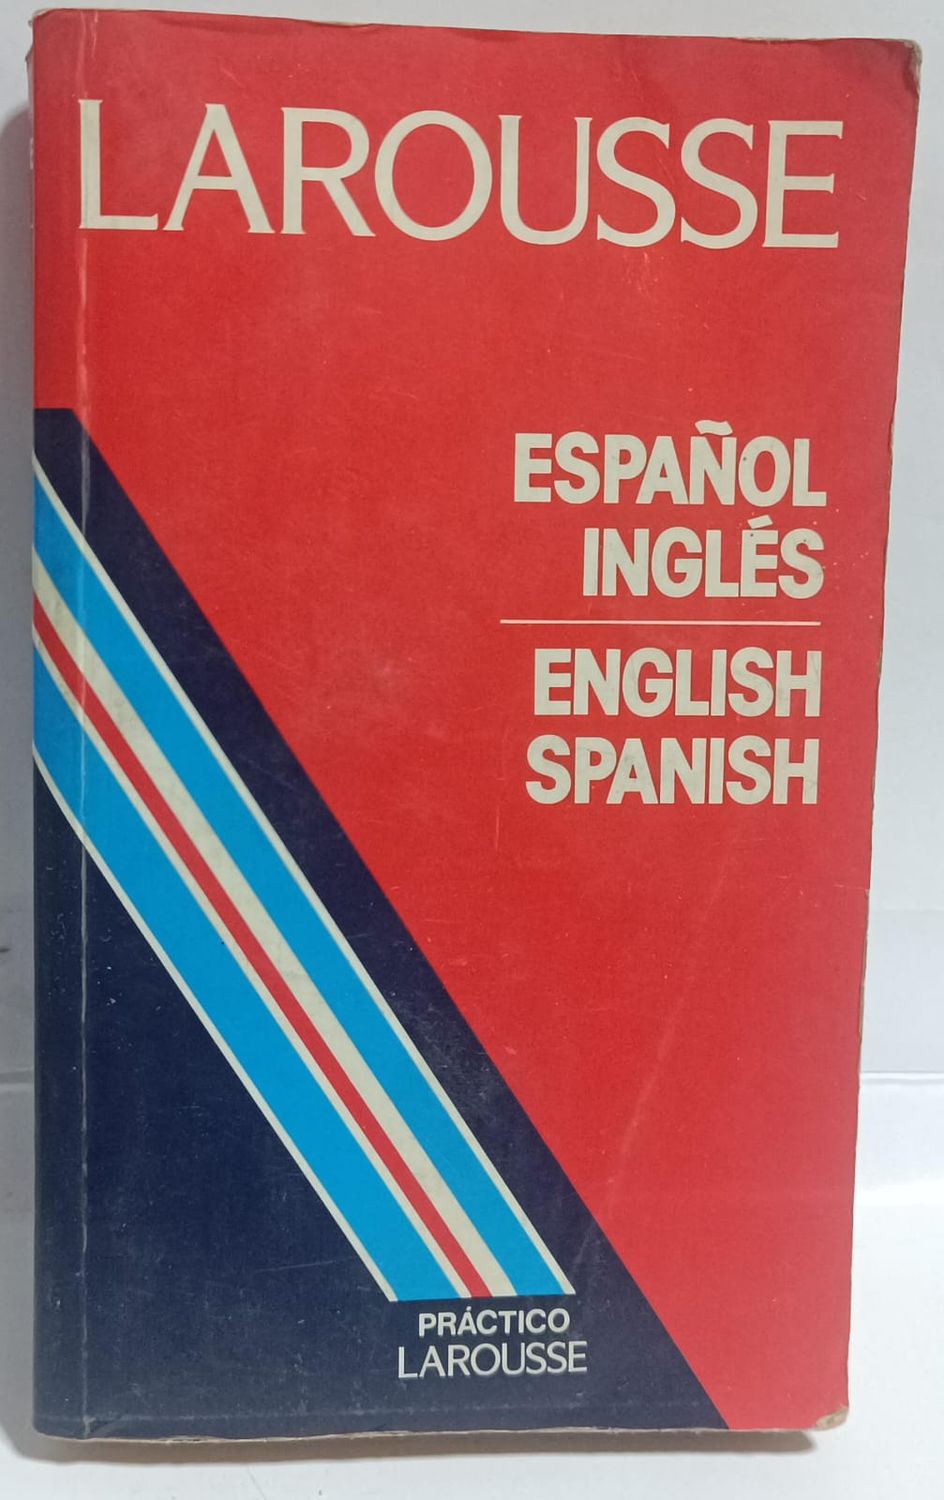 LAROUSSE
ESPAÑOL
INGLÉS
ENGLISH
SPANISH
PRÁCTICO
LAROUSSE